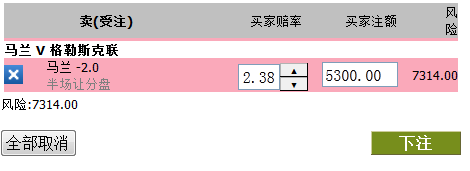 卖(受注) 买家赔率 买家注额 风险
马兰 V 格勒斯克联
马兰 -2.0 2.38 5300.00 7314.00
半场让分盘
风险:7314.00
全部取消 下注